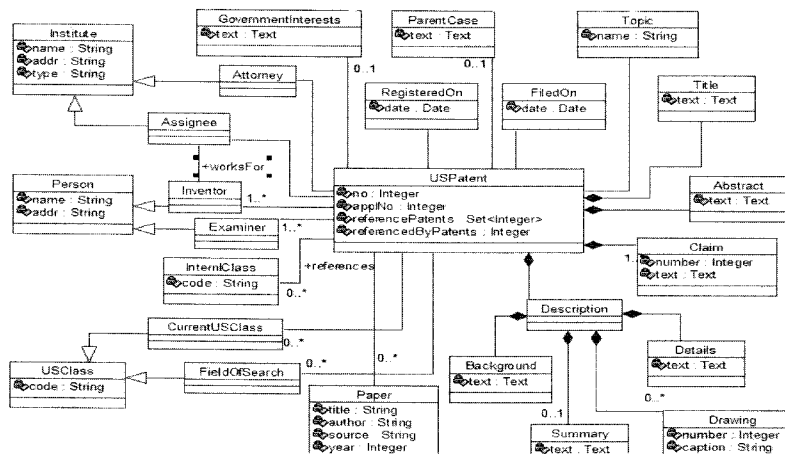 GovernmentInterests
text : Text
ParentCase
text : Text
Topic
name : String
Institute
name : String
addr : String
type : String
Attorney
0..1
0..1
RegisteredOn
date : Date
FiledOn
date : Date
Title
text : Text
Assignee
+worksFor
Person
name : String
addr : String
Inventor
1..*
USPatent
no : Integer
applNo : Integer
referencePatents Set<Integer>
referencedByPatents : Integer
Abstract
text : Text
Examiner
1..*
Claim
number : Integer
text : Text
1..
InternlClass
code : String
+references
0..*
Description
CurrentUSClass
0..*
USClass
code : String
FieldOfSearch
0..*
0..*
Background
text : Text
Details
text : Text
Paper
title : String
author : String
source String
year : Integer
0..1
Summary
text : Text
0..*
Drawing
number : Integer
caption : String